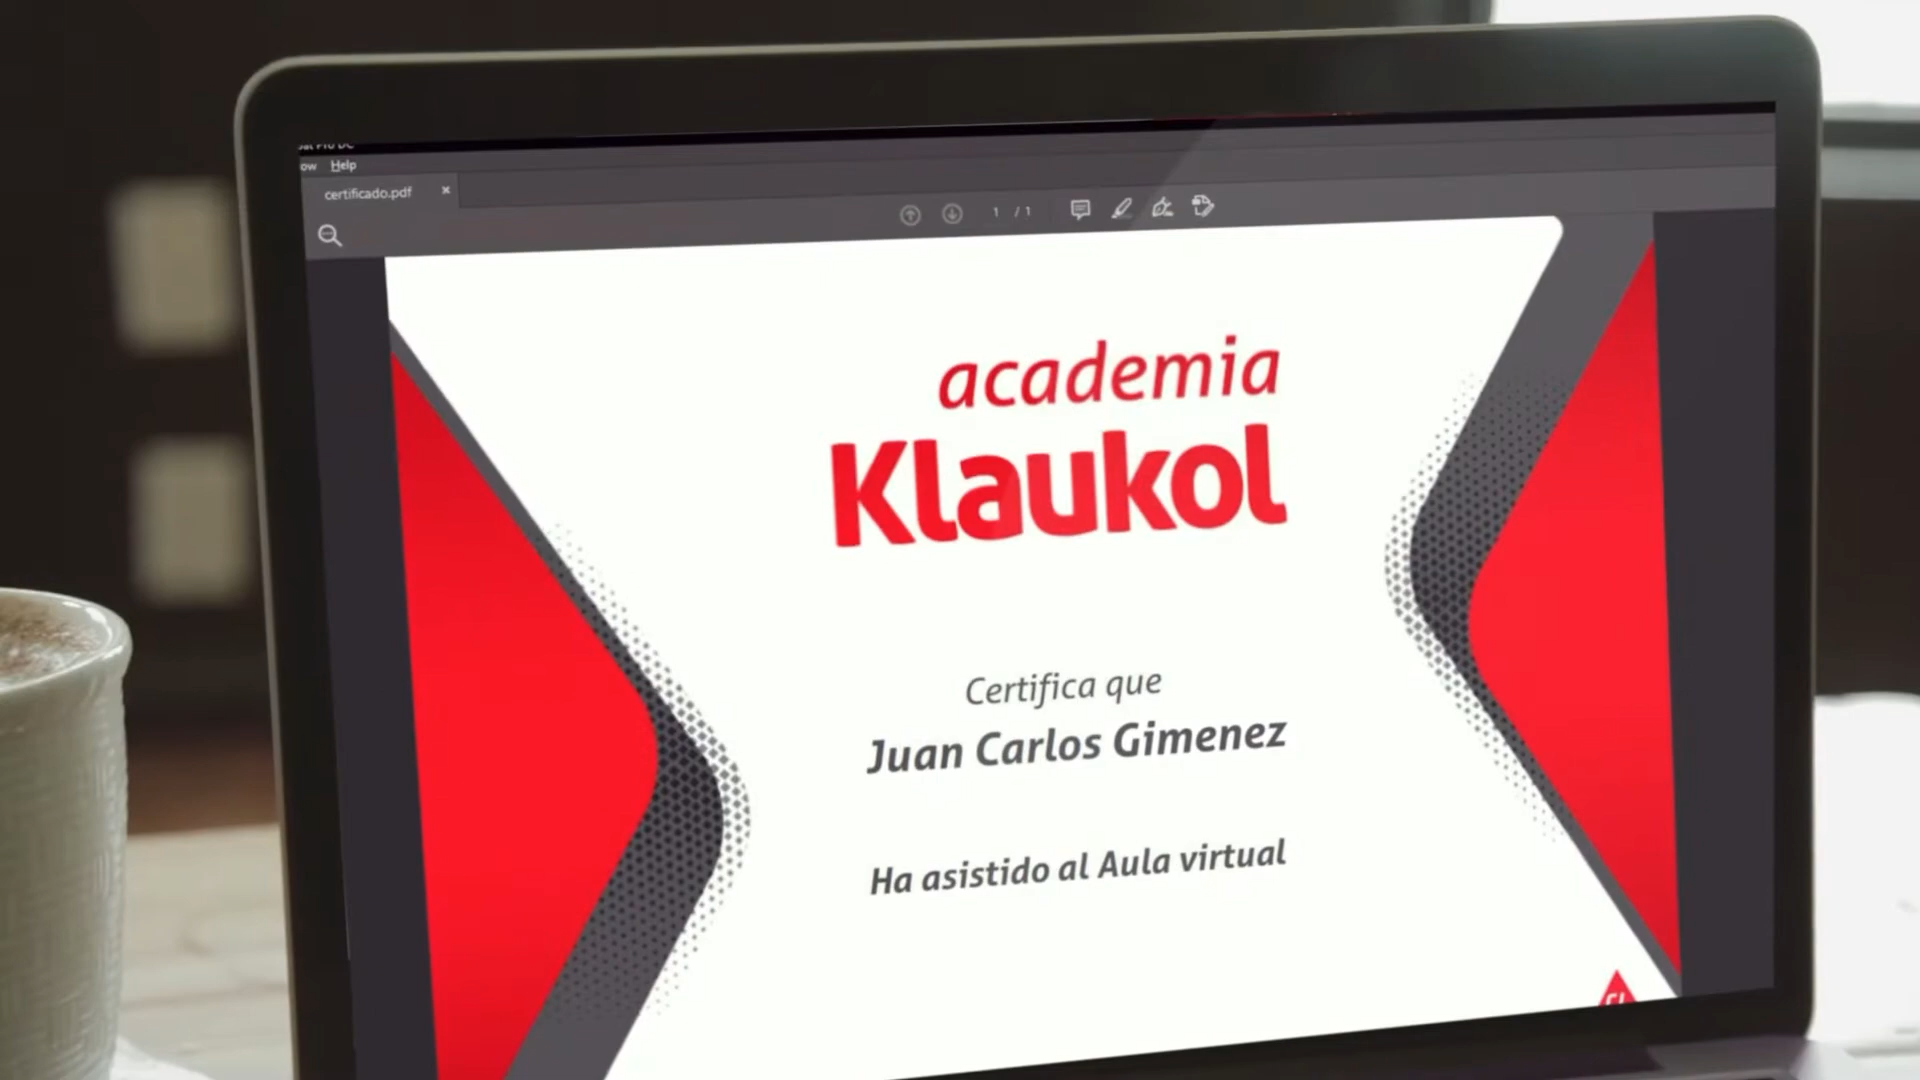 ow Help
certificado.pdf ×
1 / 1
academia
Klaukol
Certifica que
Juan Carlos Gimenez
Ha asistido al Aula virtual